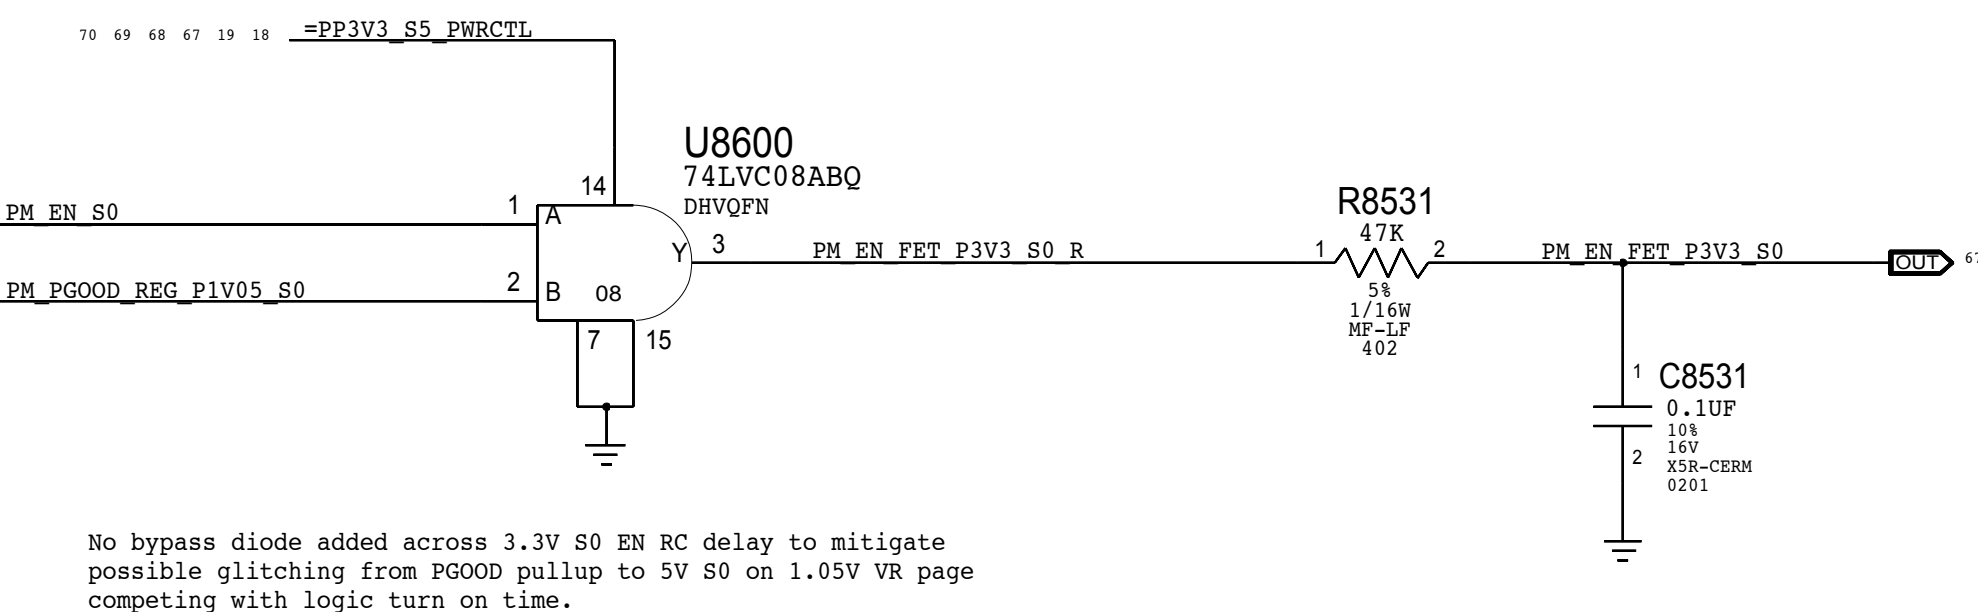 70 69 68 67 19 18 =PP3V3_S5_PWRCTL
U8600
74LVC08ABQ
DHVQFN
14
PM_EN_S0
1
A
Y
3
PM_EN_FET_P3V3_S0_R
PM_PGOOD_REG_P1V05_S0
2
B
08
7
15
R8531
47K
1
2
5%
1/16W
MF-LF
402
PM_EN_FET_P3V3_S0
OUT
67
1
C8531
0.1UF
10%
16V
X5R-CERM
0201
2
No bypass diode added across 3.3V S0 EN RC delay to mitigate
possible glitching from PGOOD pullup to 5V S0 on 1.05V VR page
competing with logic turn on time.